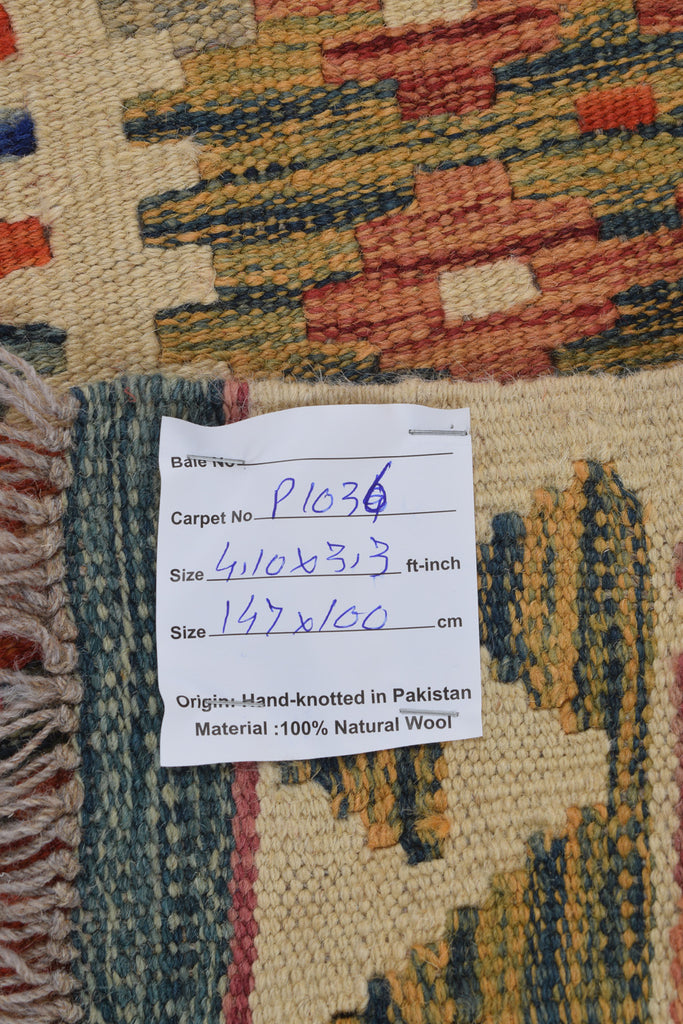 Bale No.
Carpet No. P1036
Size 4.10x3.3 ft-inch
Size 147x100 cm
Origin: Hand-knotted in Pakistan
Material :100% Natural Wool